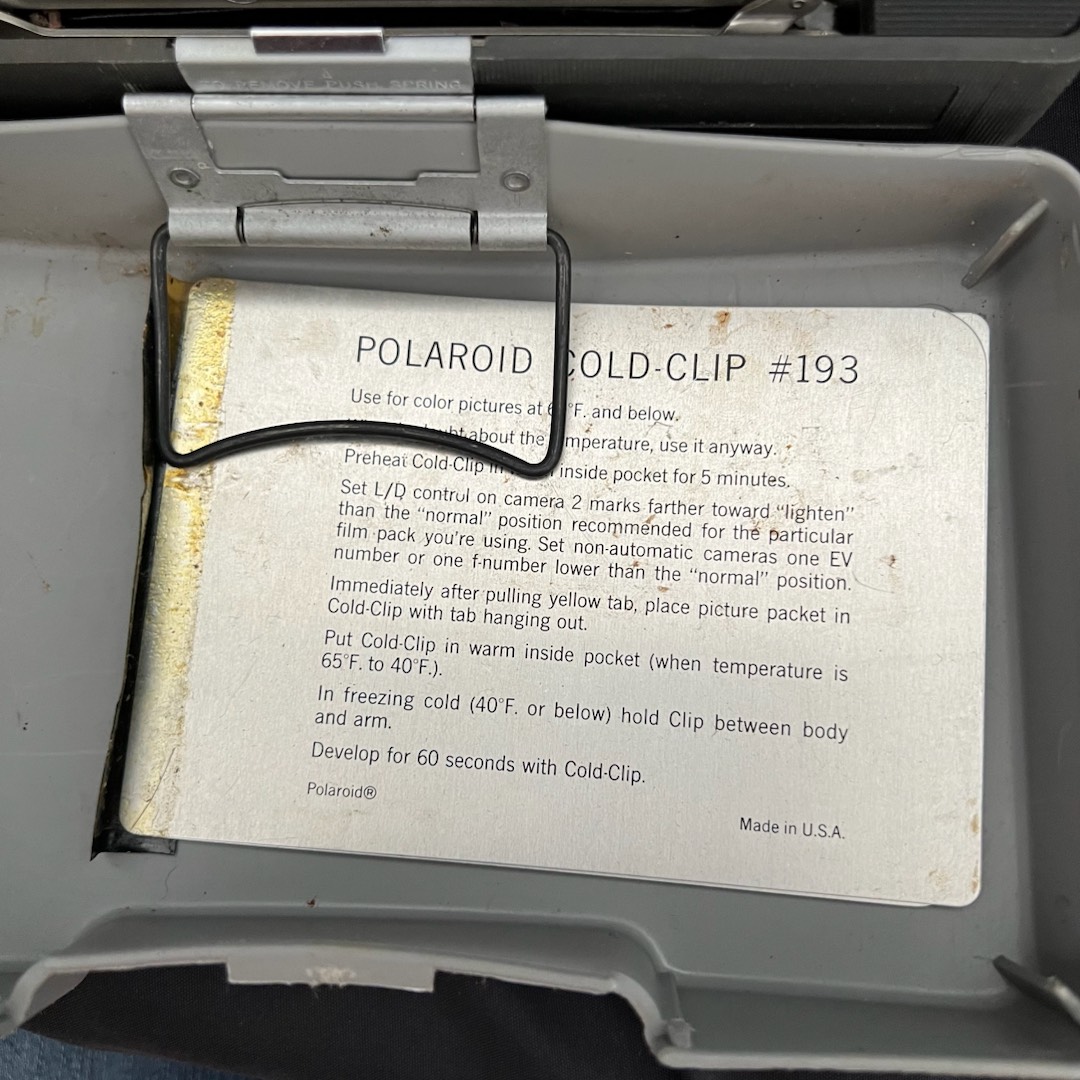 TO REMOVE PUSH SPRING
POLAROID COLD-CLIP #193
Use for color pictures at °F. and below.
about the temperature, use it anyway.
Preheat Cold-Clip in inside pocket for 5 minutes.
Set L/D control on camera 2 marks farther toward “lighten”
than the “normal” position recommended for the particular
film pack you’re using. Set non-automatic cameras one EV
number or one f-number lower than the “normal” position.
Immediately after pulling yellow tab, place picture packet in
Cold-Clip with tab hanging out.
Put Cold-Clip in warm inside pocket (when temperature is
65°F. to 40°F.).
In freezing cold (40°F. or below) hold Clip between body
and arm.
Develop for 60 seconds with Cold-Clip.
Polaroid®
Made in U.S.A.